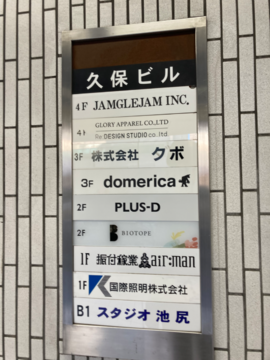 久保ビル
4F JAMGLEJAM INC.
4F GLORY APPAREL CO.,LTD
DESIGN STUDIO co.,ltd.
3F 株式会社 クボ
3F domerica
2F PLUS-D
2F BIOTOPE
1F 振付稼業 air:man
1F 国際照明株式会社
B1 スタジオ 池尻